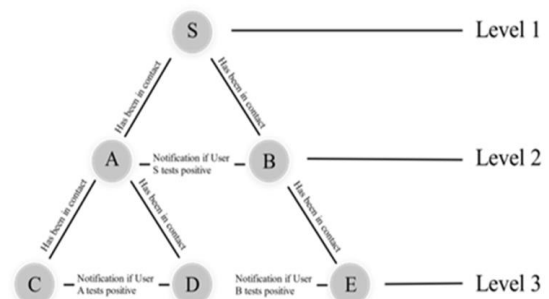 S Level 1
Has been in contact
Has been in contact
A Notification if User B Level 2
S tests positive
Has been in contact
Has been in contact
Has been in contact
C Notification if User D Notification if User E Level 3
A tests positive B tests positive